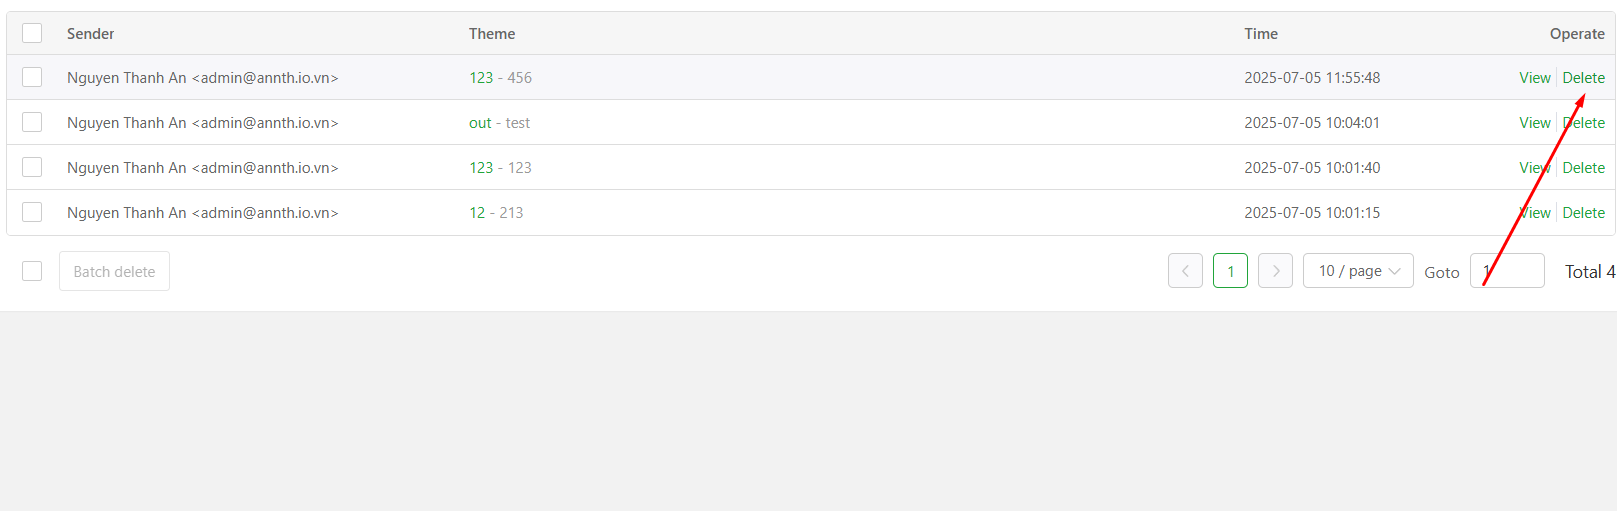 Sender Theme Time Operate
Nguyen Thanh An <admin@annth.io.vn> 123 - 456 2025-07-05 11:55:48 View Delete
Nguyen Thanh An <admin@annth.io.vn> out - test 2025-07-05 10:04:01 View Delete
Nguyen Thanh An <admin@annth.io.vn> 123 - 123 2025-07-05 10:01:40 View Delete
Nguyen Thanh An <admin@annth.io.vn> 12 - 213 2025-07-05 10:01:15 View Delete
Batch delete 1 10 / page Goto 1 Total 4